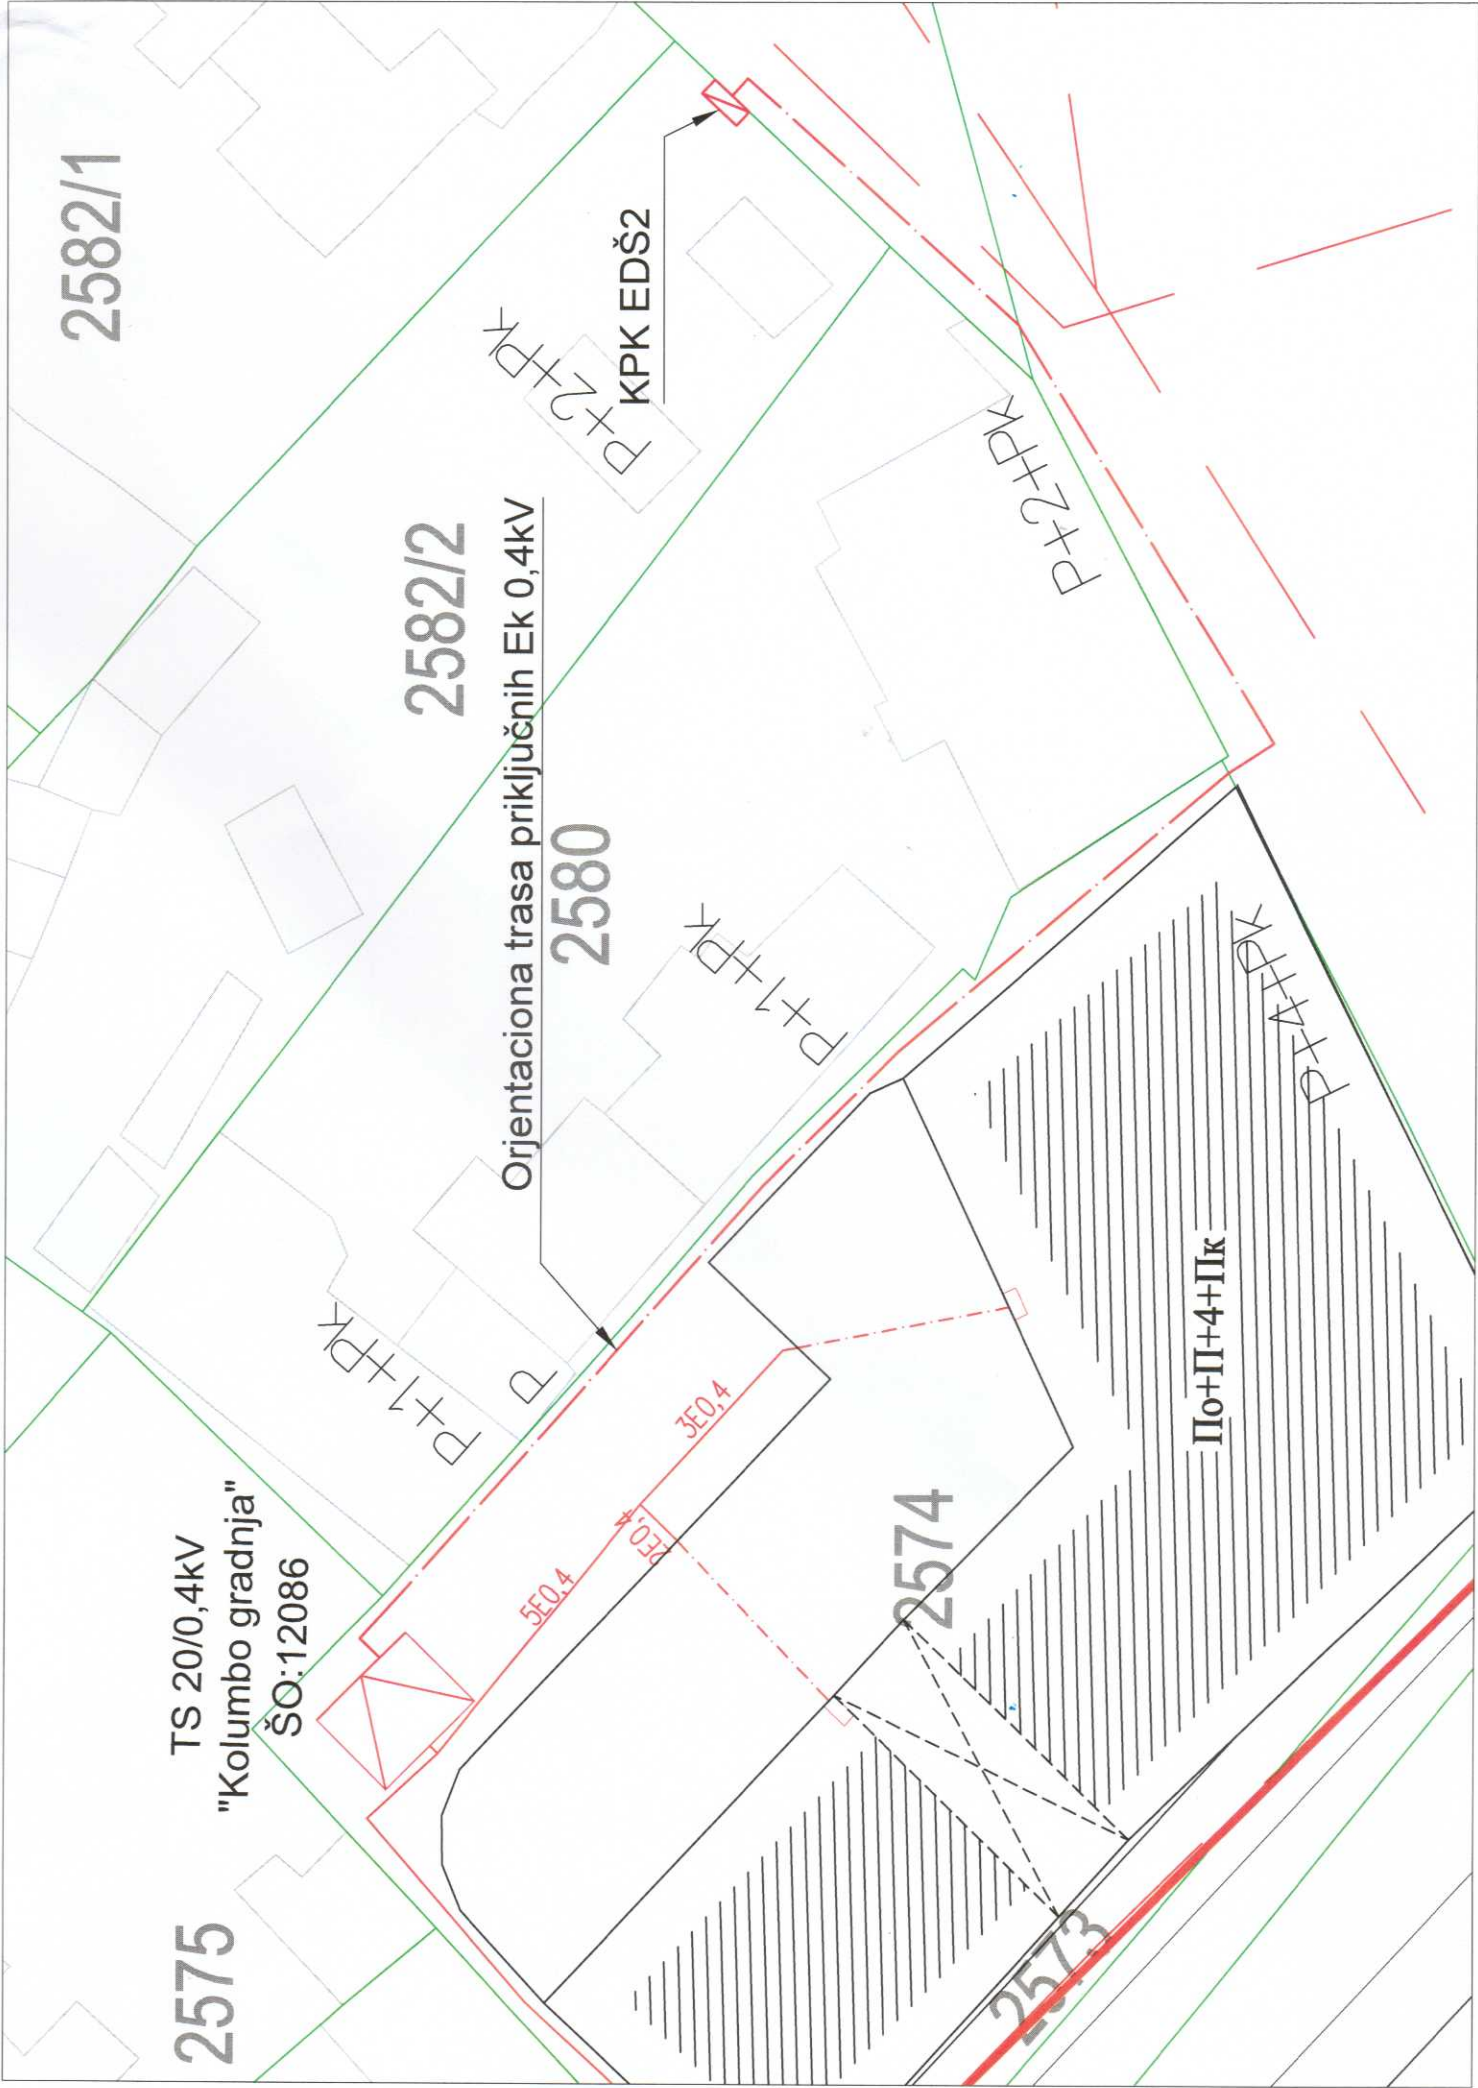 2582/1
P+2+Pk
KPK EDŠ2
2582/2
Orjentaciona trasa priključnih Ek 0,4kV
2580
P+2+Pk
P+1+Pk
P+1+Pk
P
TS 20/0,4kV
"Kolumbo gradnja"
ŠO:12086
5E0,4
2E0,4
3E0,4
P+4+Pk
По+П+4+Пк
2574
2575
2573